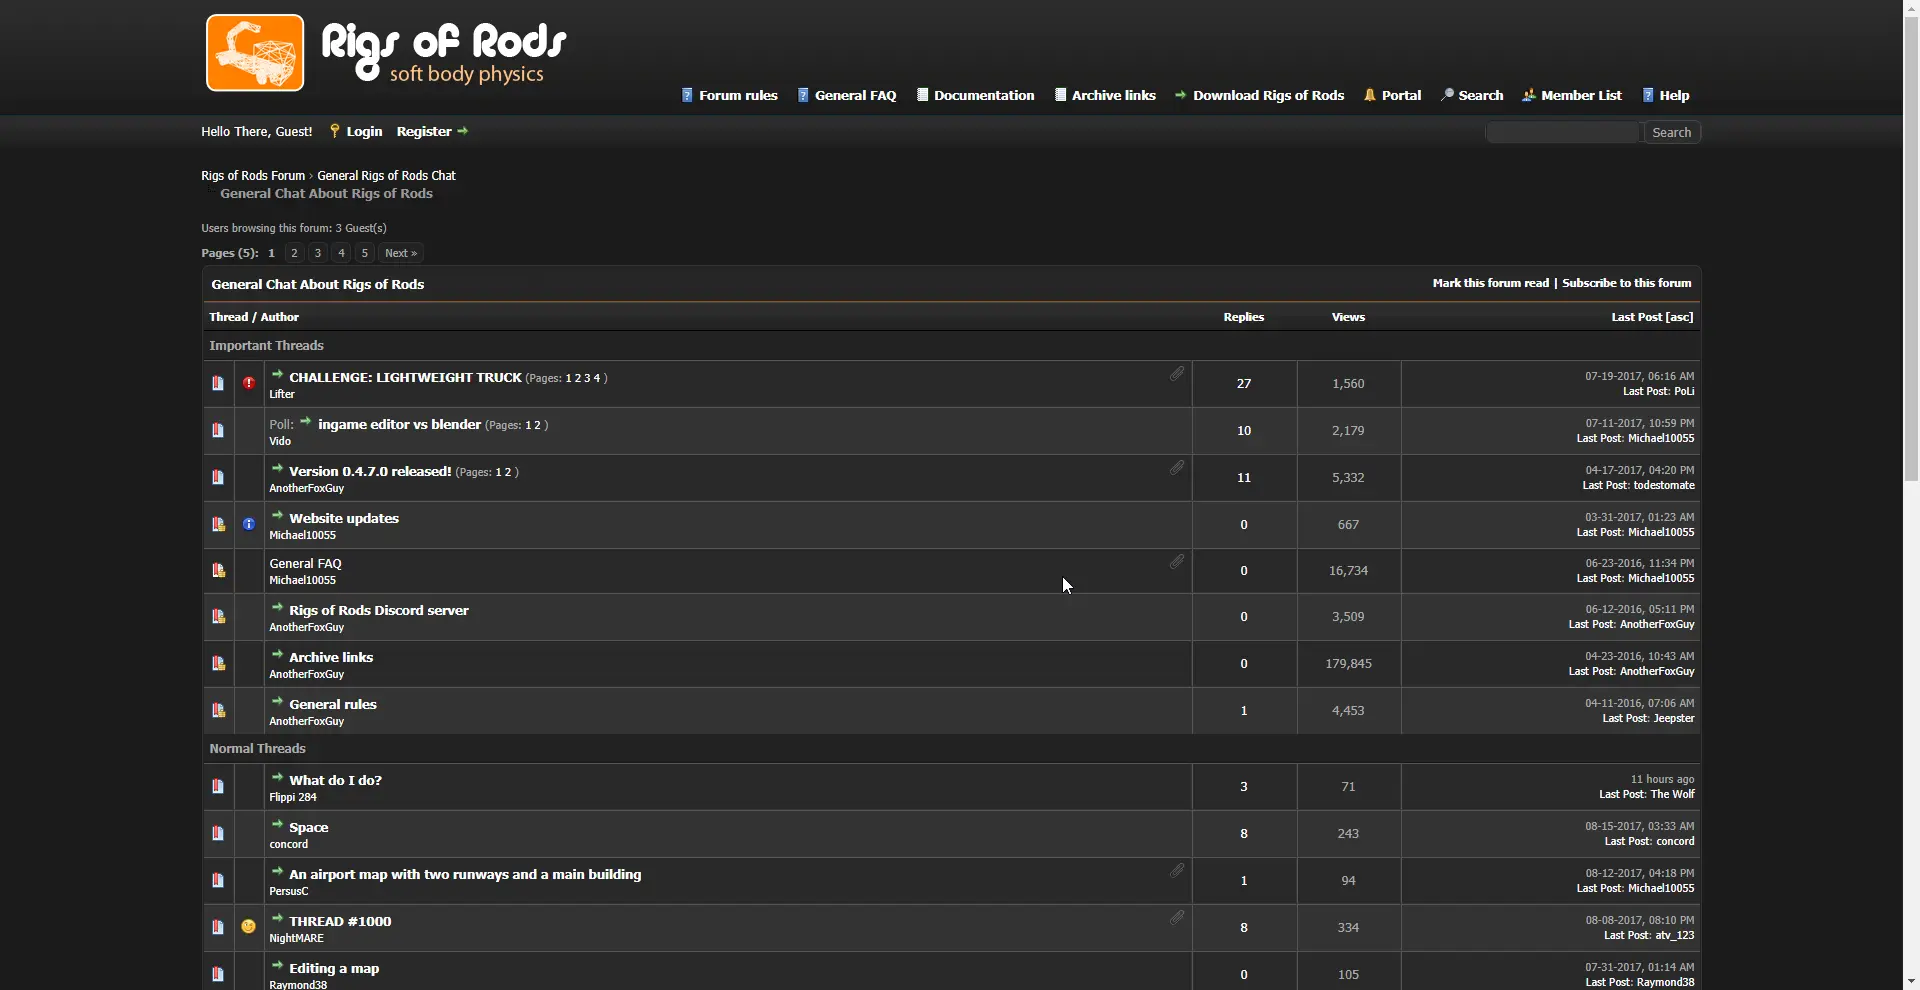 Rigs of Rods
soft body physics
Forum rules General FAQ Documentation Archive links Download Rigs of Rods Portal Search Member List Help
Hello There, Guest! Login Register
Search
Rigs of Rods Forum › General Rigs of Rods Chat
General Chat About Rigs of Rods
Users browsing this forum: 3 Guest(s)
Pages (5): 1 2 3 4 5 Next »
General Chat About Rigs of Rods Mark this forum read | Subscribe to this forum
Thread / Author Replies Views Last Post [asc]
Important Threads
CHALLENGE: LIGHTWEIGHT TRUCK (Pages: 1 2 3 4 ) 27 1,560 07-19-2017, 06:16 AM
Lifter Last Post: PoLi
Poll: ingame editor vs blender (Pages: 1 2 ) 10 2,179 07-11-2017, 10:59 PM
Vido Last Post: Michael10055
Version 0.4.7.0 released! (Pages: 1 2 ) 11 5,332 04-17-2017, 04:20 PM
AnotherFoxGuy Last Post: todestomate
Website updates 0 667 03-31-2017, 01:23 AM
Michael10055 Last Post: Michael10055
General FAQ 0 16,734 06-23-2016, 11:34 PM
Michael10055 Last Post: Michael10055
Rigs of Rods Discord server 0 3,509 06-12-2016, 05:11 PM
AnotherFoxGuy Last Post: AnotherFoxGuy
Archive links 0 179,845 04-23-2016, 10:43 AM
AnotherFoxGuy Last Post: AnotherFoxGuy
General rules 1 4,453 04-11-2016, 07:06 AM
AnotherFoxGuy Last Post: Jeepster
Normal Threads
What do I do? 3 71 11 hours ago
Flippi 284 Last Post: The Wolf
Space 8 243 08-15-2017, 03:33 AM
concord Last Post: concord
An airport map with two runways and a main building 1 94 08-12-2017, 04:18 PM
PersusC Last Post: Michael10055
THREAD #1000 8 334 08-08-2017, 08:10 PM
NightMARE Last Post: atv_123
Editing a map 0 105 07-31-2017, 01:14 AM
Raymond38 Last Post: Raymond38